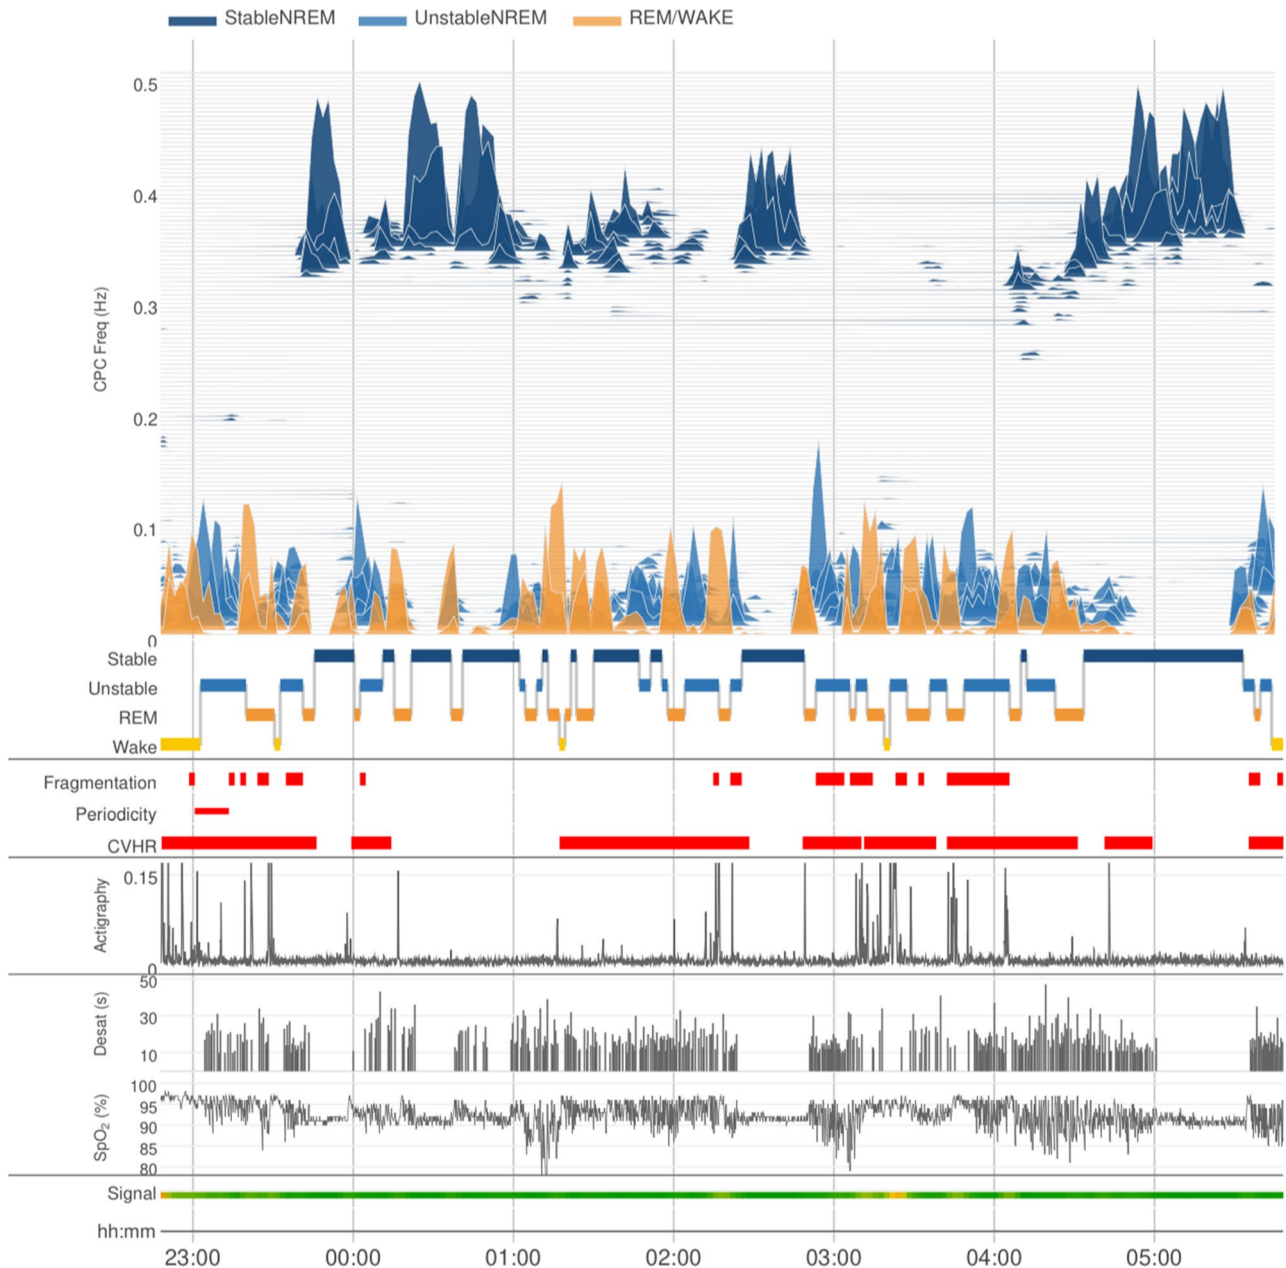 StableNREM UnstableNREM REM/WAKE
0.5
0.4
0.3
CPC Freq (Hz)
0.2
0.1
0
Stable
Unstable
REM
Wake
Fragmentation
Periodicity
CVHR
0.15
Actigraphy
0
50
Desat (s)
30
10
100
95
SpO₂ (%)
90
85
80
Signal
hh:mm
23:00 00:00 01:00 02:00 03:00 04:00 05:00